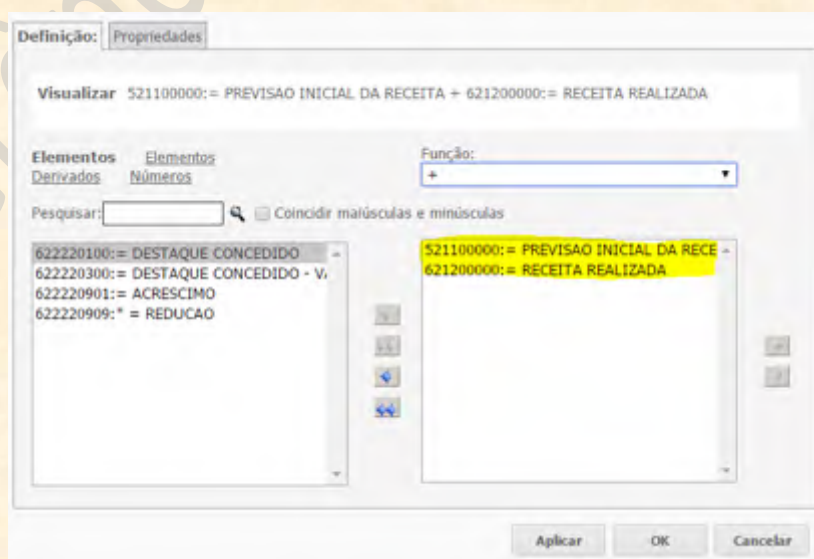 Definição: Propriedades
Visualizar 521100000:= PREVISAO INICIAL DA RECEITA + 621200000:= RECEITA REALIZADA
Elementos Elementos
Derivados Números
Função:
+
Pesquisar: Coincidir maiúsculas e minúsculas
622220100:= DESTAQUE CONCEDIDO
622220300:= DESTAQUE CONCEDIDO - V
622220901:= ACRESCIMO
622220909:* = REDUCAO
521100000:= PREVISAO INICIAL DA RECE
621200000:= RECEITA REALIZADA
Aplicar OK Cancelar